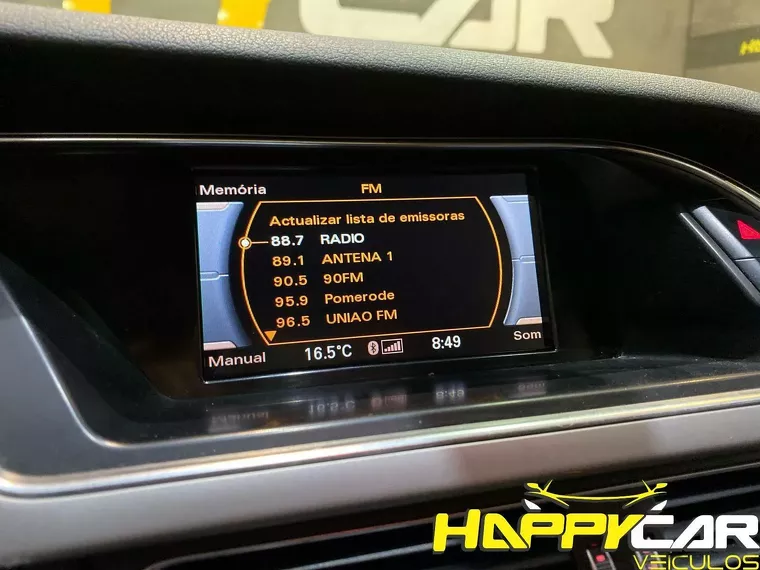 CAR
Memória
FM
Actualizar lista de emissoras
88.7 RADIO
89.1 ANTENA 1
90.5 90FM
95.9 Pomerode
96.5 UNIAO FM
Manual
16.5°C
8:49
Som
HAPPYCAR
VEÍCULOS